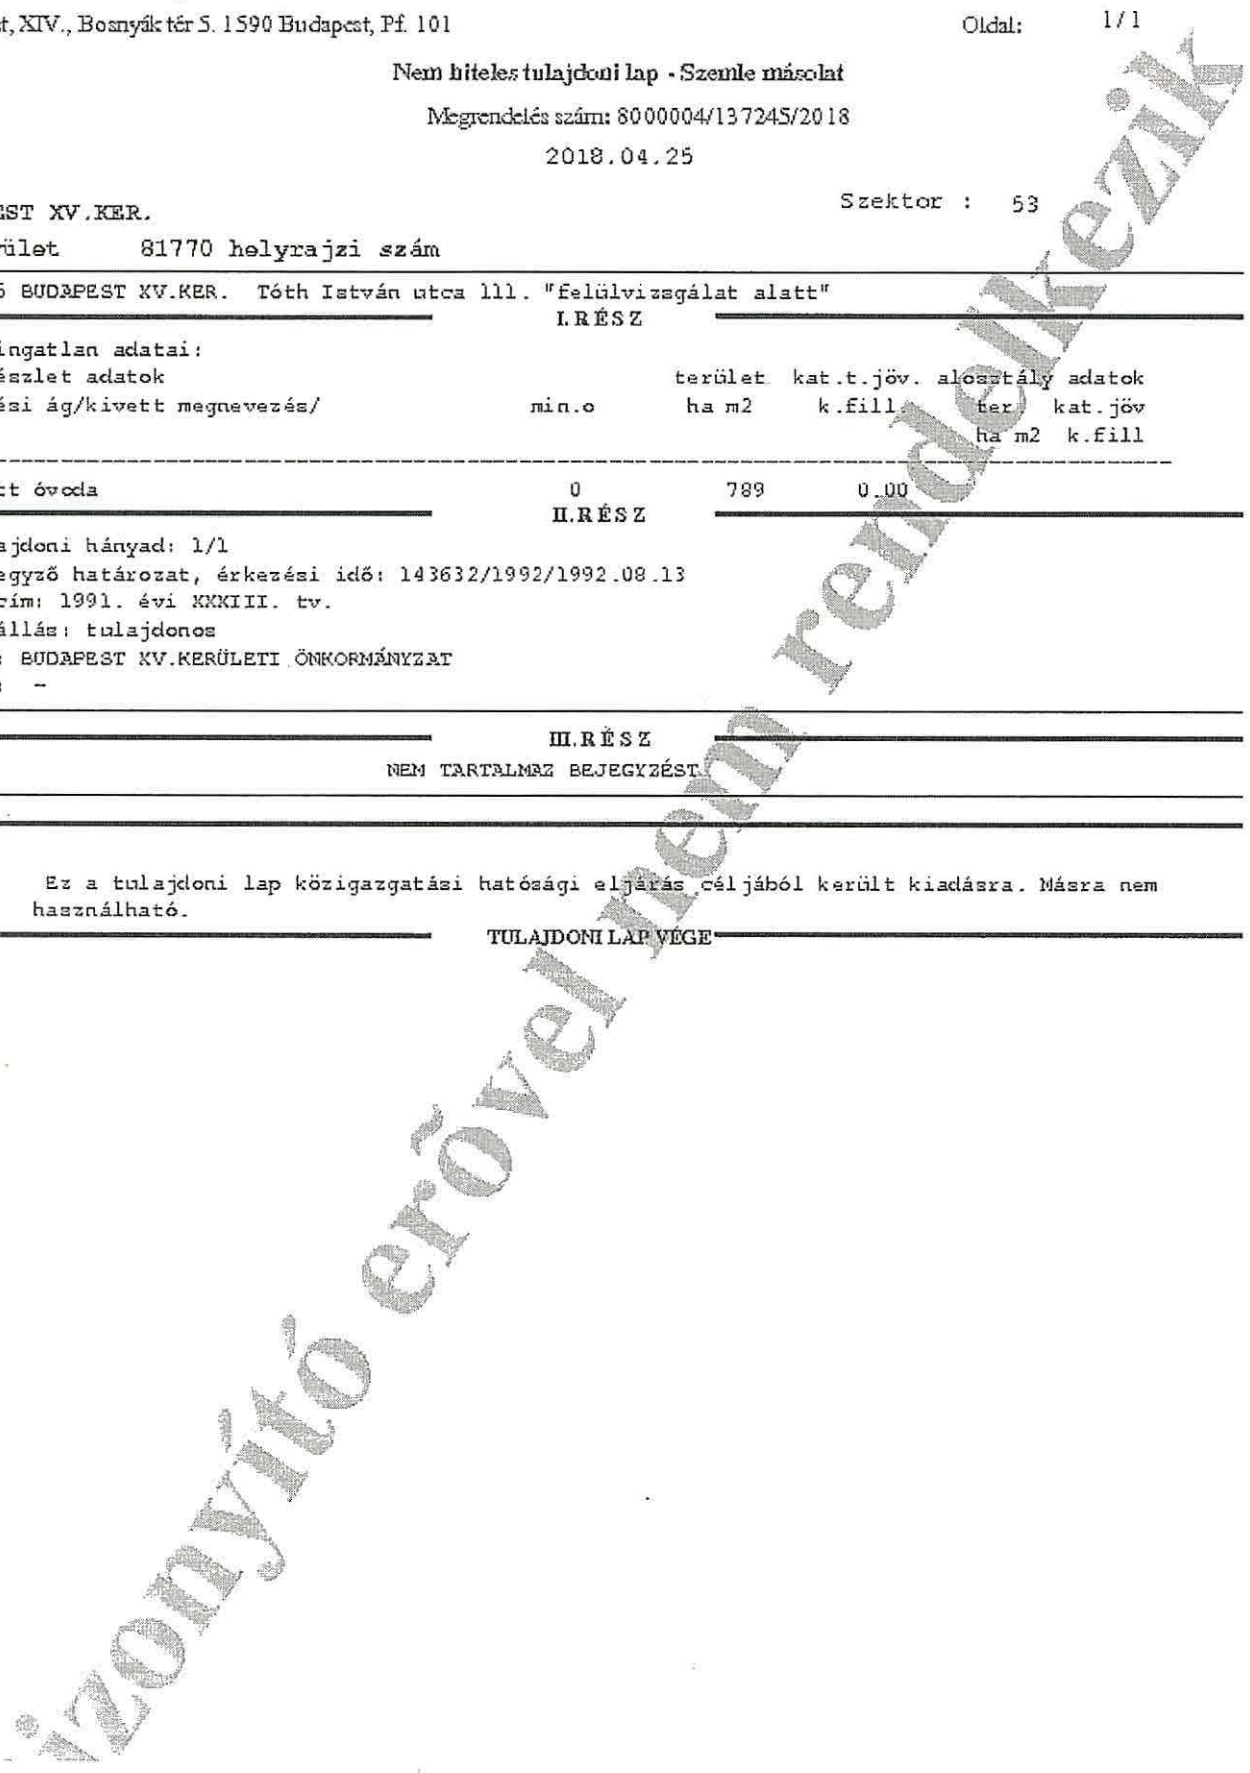 t, XIV., Bosnyák tér 5. 1590 Budapest, Pf. 101
Oldal: 1/1
Nem hiteles tulajdoni lap - Szemle másolat
Megrendelés szám: 8000004/137245/2018
2018.04.25
EST XV.KER.
Szektor : 53
ület 81770 helyrajzi szám
5 BUDAPEST XV.KER. Tóth István utca 111. "felülvizsgálat alatt"
I.RÉSZ
ingatlan adatai:
észlet adatok terület kat.t.jöv. alosztály adatok
ési ág/kivett megnevezés/ min.o ha m2 k.fill. ter. kat.jöv
ha m2 k.fill
tt óvoda 0 789 0.00
II.RÉSZ
ajdoni hányad: 1/1
egyző határozat, érkezési idő: 143632/1992/1992.08.13
cím: 1991. évi XXXIII. tv.
állás: tulajdonos
: BUDAPEST XV.KERÜLETI ÖNKORMÁNYZAT
: -
III.RÉSZ
NEM TARTALMAZ BEJEGYZÉST
Ez a tulajdoni lap közigazgatási hatósági eljárás céljából került kiadásra. Másra nem
használható.
TULAJDONI LAP VÉGE
izonyító erővel nem rendelkezik